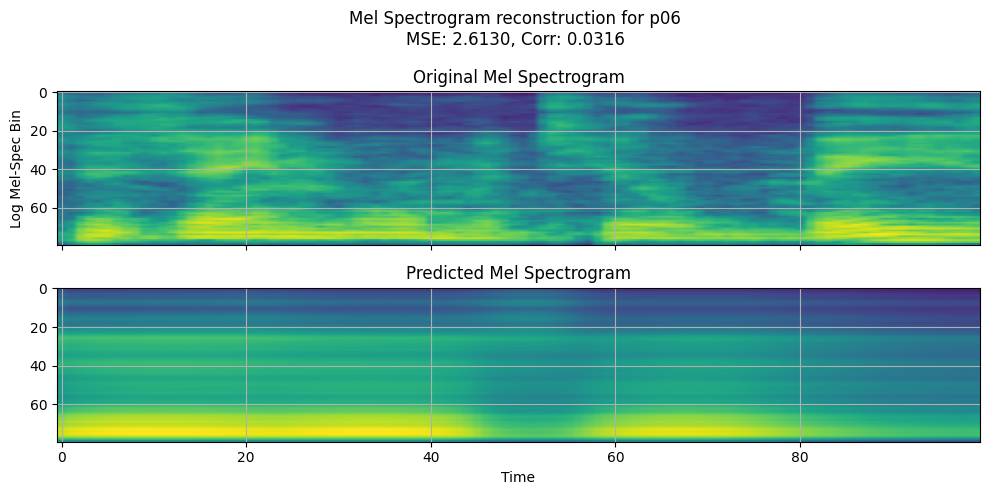 Mel Spectrogram reconstruction for p06
MSE: 2.6130, Corr: 0.0316
Original Mel Spectrogram
Log Mel-Spec Bin
0
20
40
60
Predicted Mel Spectrogram
0
20
40
60
0 20 40 60 80
Time